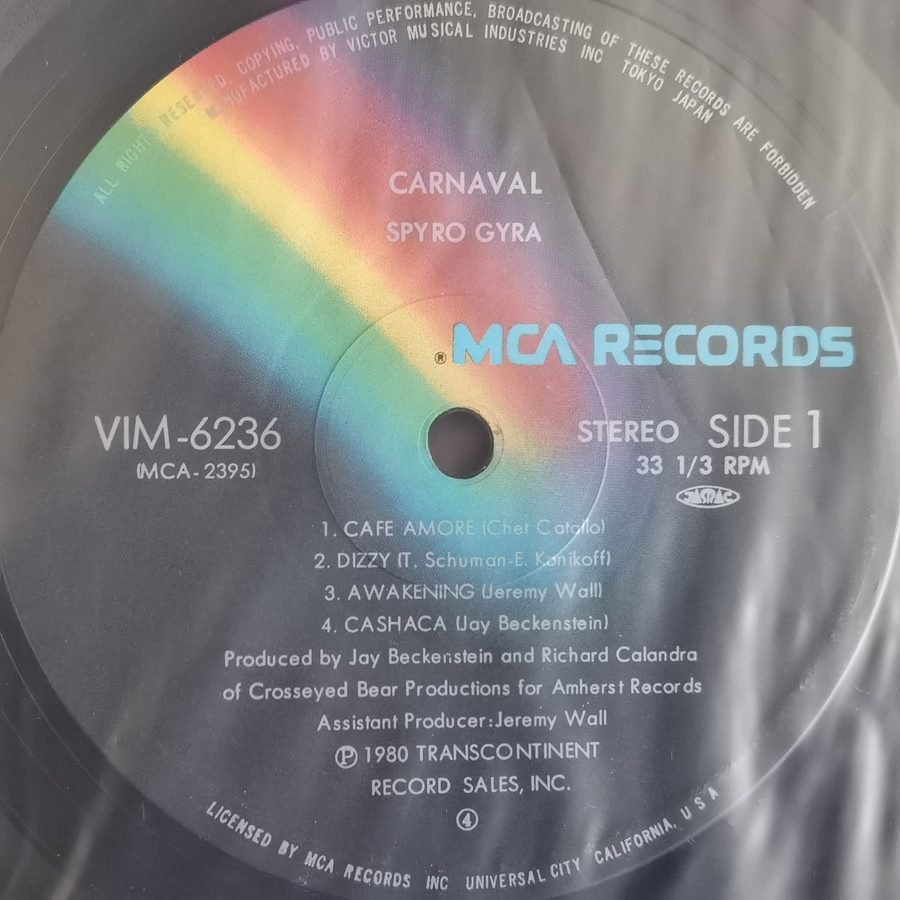 ALL RIGHTS RESERVED, COPYING, PUBLIC PERFORMANCE, BROADCASTING OF THESE RECORDS ARE FORBIDDEN
MANUFACTURED BY VICTOR MUSICAL INDUSTRIES INC TOKYO JAPAN
CARNAVAL
SPYRO GYRA
® MCA RECORDS
VIM-6236
(MCA-2395)
STEREO SIDE 1
33 1/3 RPM
JASRAC
1. CAFE AMORE (Chet Catallo)
2. DIZZY (T. Schuman-E. Konikoff)
3. AWAKENING (Jeremy Wall)
4. CASHACA (Jay Beckenstein)
Produced by Jay Beckenstein and Richard Calandra
of Crosseyed Bear Productions for Amherst Records
Assistant Producer:Jeremy Wall
℗ 1980 TRANSCONTINENT
RECORD SALES, INC.
④
LICENSED BY MCA RECORDS INC UNIVERSAL CITY CALIFORNIA, U S A